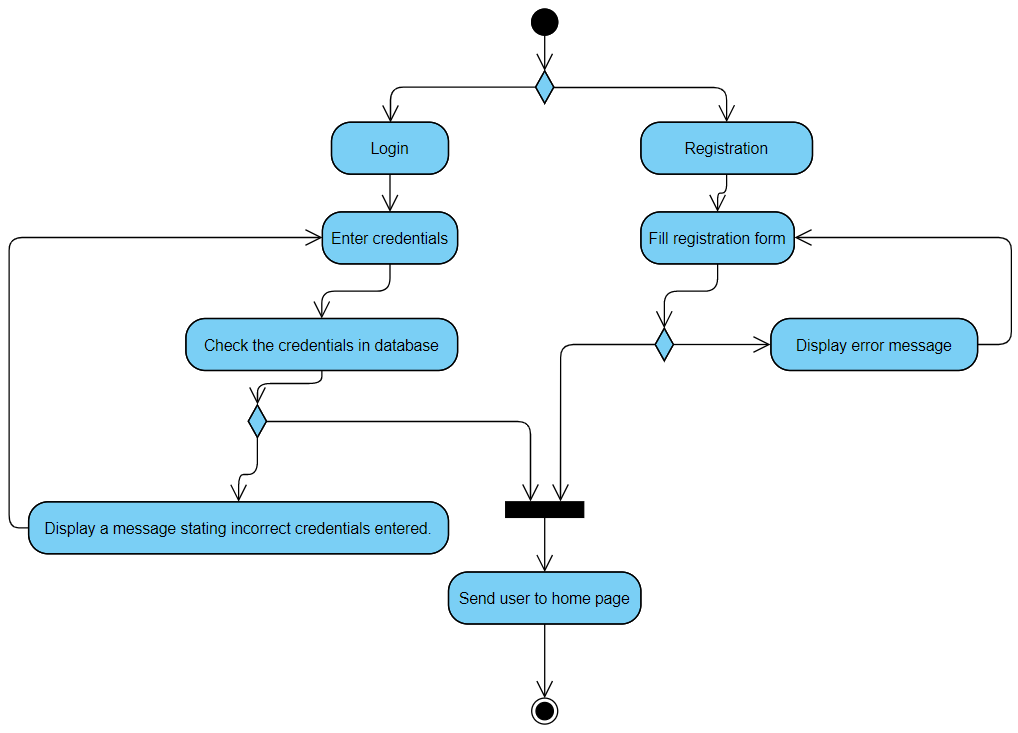 Login
Registration
Enter credentials
Fill registration form
Check the credentials in database
Display error message
Display a message stating incorrect credentials entered.
Send user to home page